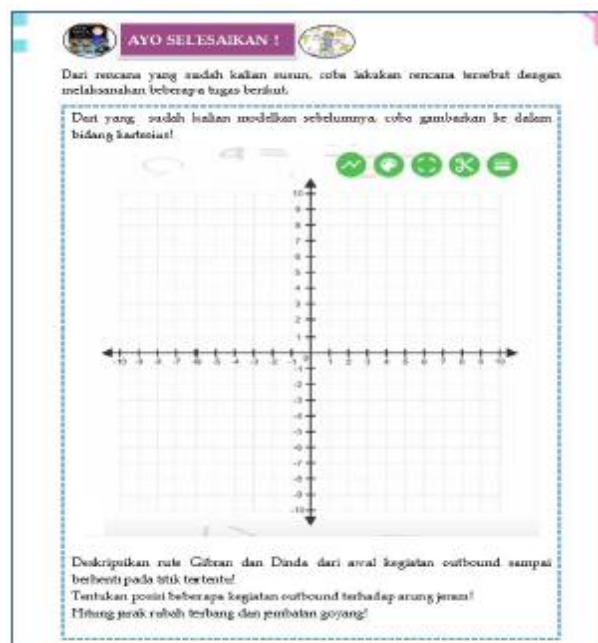 AYO SELESAIKAN !
Dari rencana yang sudah kalian susun, coba lakukan rencana tersebut dengan
melaksanakan beberapa tugas berikut.
Dari yang sudah kalian modelkan sebelumnya, coba gambarkan ke dalam
bidang kartesius!
10
9
8
7
6
5
4
3
2
1
-10 -9 -8 -7 -6 -5 -4 -3 -2 -1 0 1 2 3 4 5 6 7 8 9 10
-1
-2
-3
-4
-5
-6
-7
-8
-9
-10
Deskripsikan rute Gibran dan Dinda dari awal kegiatan outbound sampai
berhenti pada titik tertentu!
Tentukan posisi beberapa kegiatan outbound terhadap arung jeram!
Hitung jarak rubah terbang dan jembatan goyang!